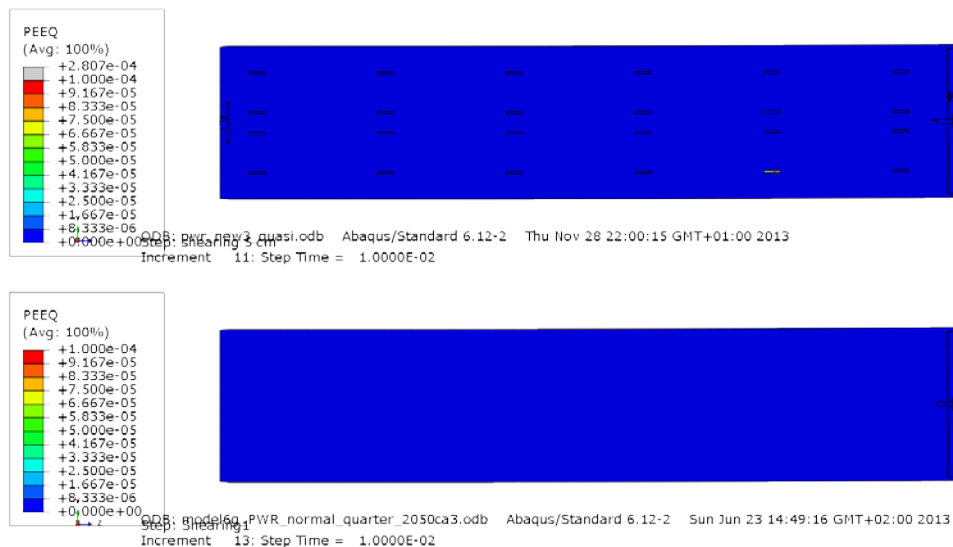 PEEQ
(Avg: 100%)
+2.807e-04
+1.000e-04
+9.167e-05
+8.333e-05
+7.500e-05
+6.667e-05
+5.833e-05
+5.000e-05
+4.167e-05
+3.333e-05
+2.500e-05
+1.667e-05
+8.333e-06
+0.000e+00
ODB: pwr_new3_quasi.odb Abaqus/Standard 6.12-2 Thu Nov 28 22:00:15 GMT+01:00 2013
Step: shearing 5 cm
Increment 11: Step Time = 1.0000E-02
PEEQ
(Avg: 100%)
+1.000e-04
+9.167e-05
+8.333e-05
+7.500e-05
+6.667e-05
+5.833e-05
+5.000e-05
+4.167e-05
+3.333e-05
+2.500e-05
+1.667e-05
+8.333e-06
+0.000e+00
Z
ODB: model6g_PWR_normal_quarter_2050ca3.odb Abaqus/Standard 6.12-2 Sun Jun 23 14:49:16 GMT+02:00 2013
Step: Shearing1
Increment 13: Step Time = 1.0000E-02